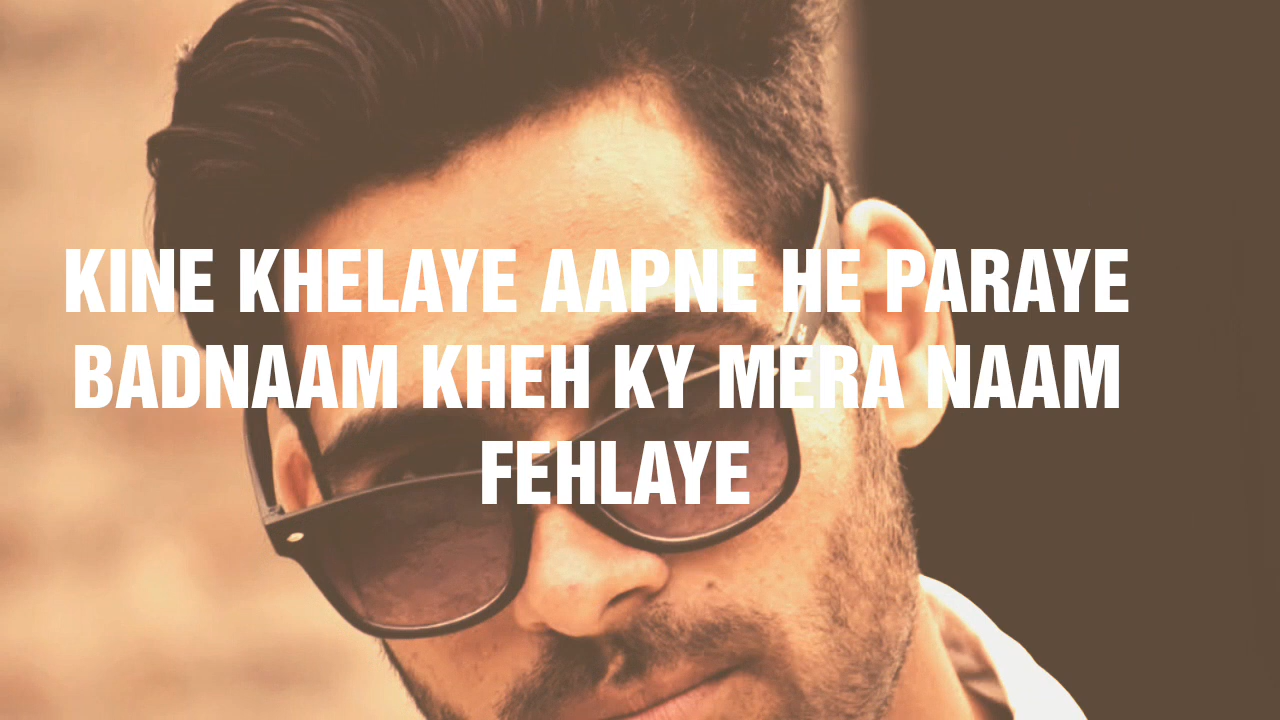 KINE KHELAYE AAPNE HE PARAYE
BADNAAM KHEH KY MERA NAAM
FEHLAYE